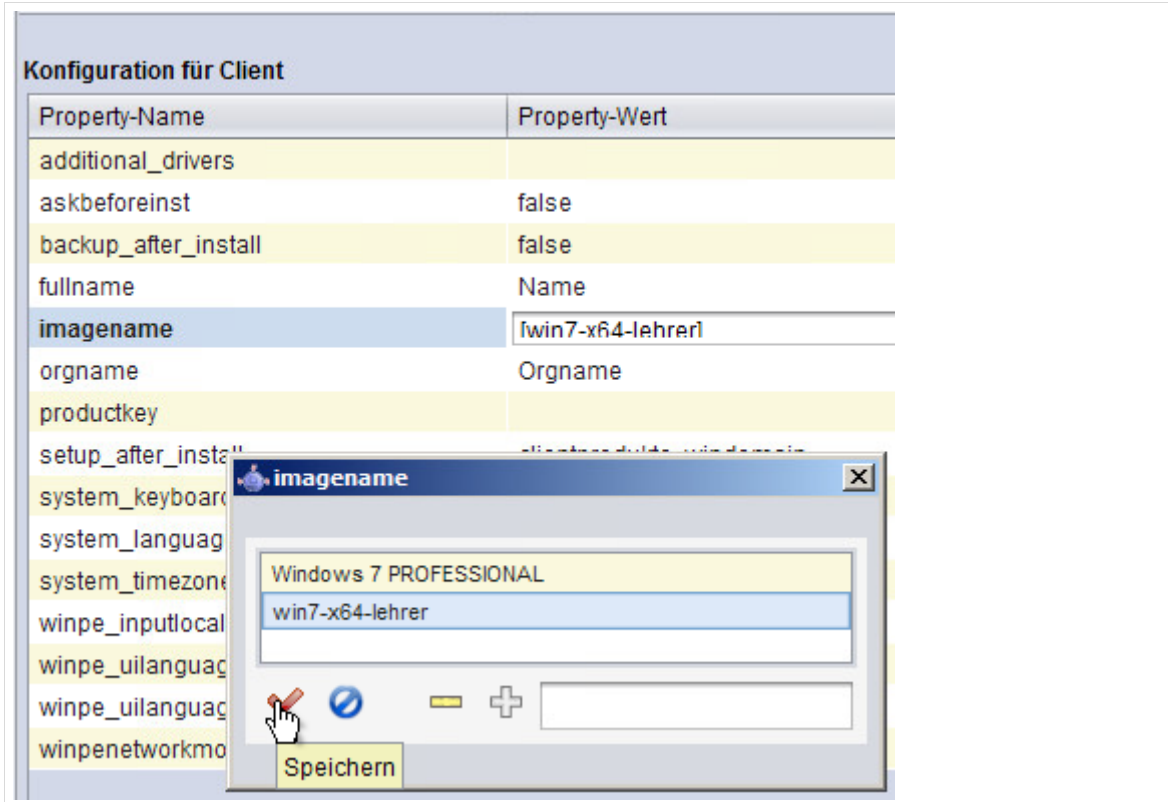 Konfiguration für Client
Property-Name Property-Wert
additional_drivers
askbeforeinst false
backup_after_install false
fullname Name
imagename [win7-x64-lehrer]
orgname Orgname
productkey
setup_after_install
system_keyboard
system_languag
system_timezone
winpe_inputlocal
winpe_uilanguag
winpe_uilanguag
winpenetworkmo
imagename
Windows 7 PROFESSIONAL
win7-x64-lehrer
Speichern